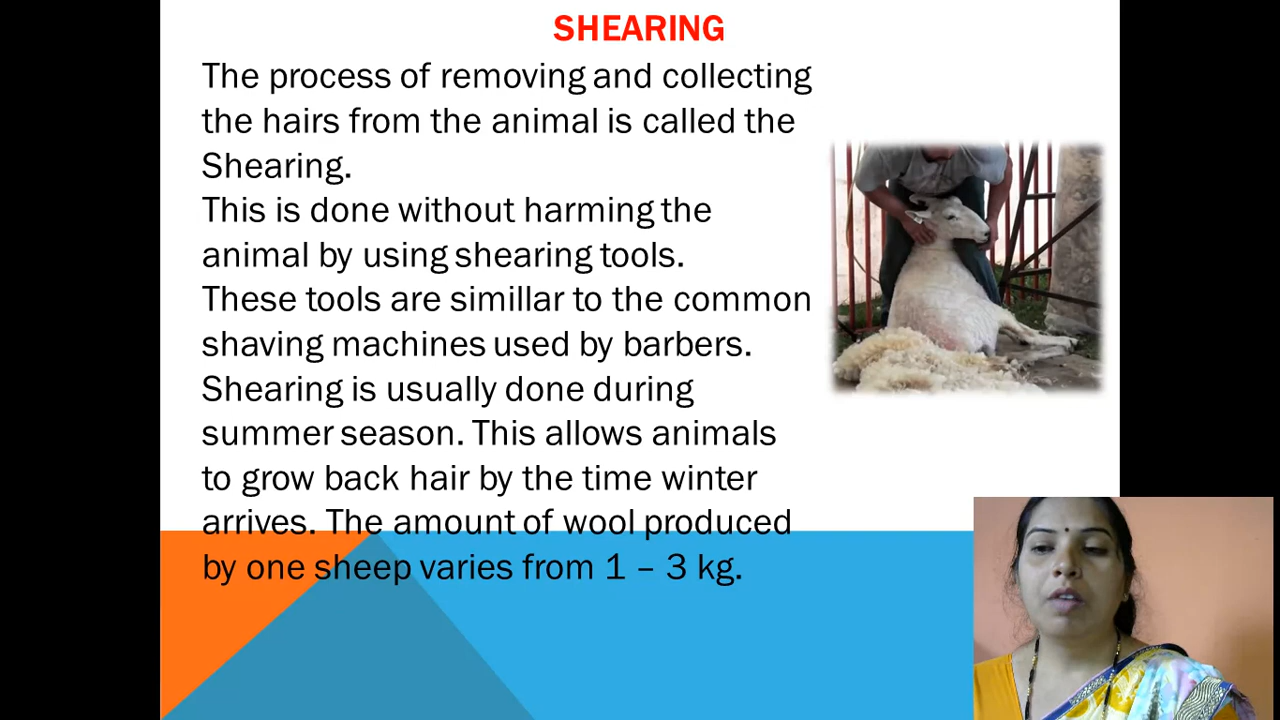 SHEARING
The process of removing and collecting
the hairs from the animal is called the
Shearing.
This is done without harming the
animal by using shearing tools.
These tools are simillar to the common
shaving machines used by barbers.
Shearing is usually done during
summer season. This allows animals
to grow back hair by the time winter
arrives. The amount of wool produced
by one sheep varies from 1 – 3 kg.